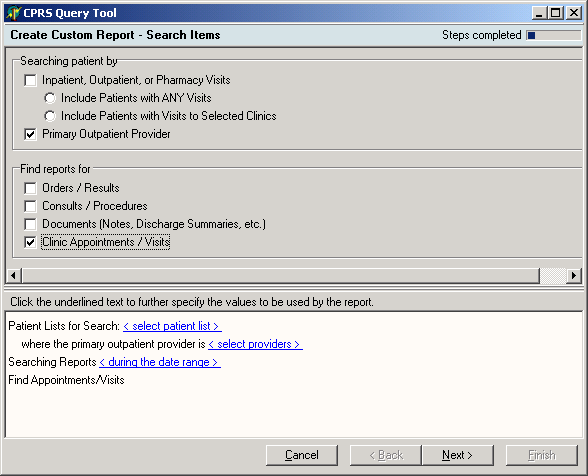 CPRS Query Tool
Create Custom Report - Search Items Steps completed
Searching patient by
Inpatient, Outpatient, or Pharmacy Visits
Include Patients with ANY Visits
Include Patients with Visits to Selected Clinics
Primary Outpatient Provider
Find reports for
Orders / Results
Consults / Procedures
Documents (Notes, Discharge Summaries, etc.)
Clinic Appointments / Visits
Click the underlined text to further specify the values to be used by the report.
Patient Lists for Search: < select patient list >
where the primary outpatient provider is < select providers >
Searching Reports < during the date range >
Find Appointments/Visits
Cancel < Back Next > Finish